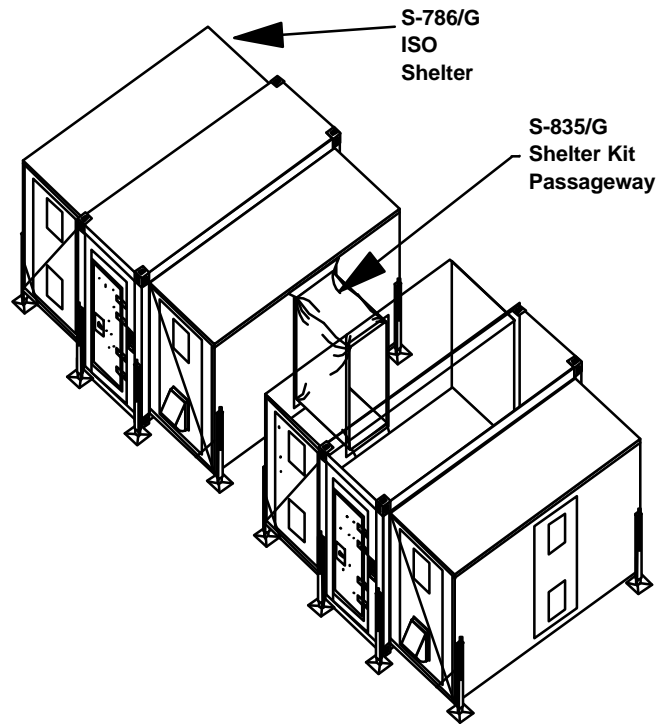 S-786/G
ISO
Shelter
S-835/G
Shelter Kit
Passageway